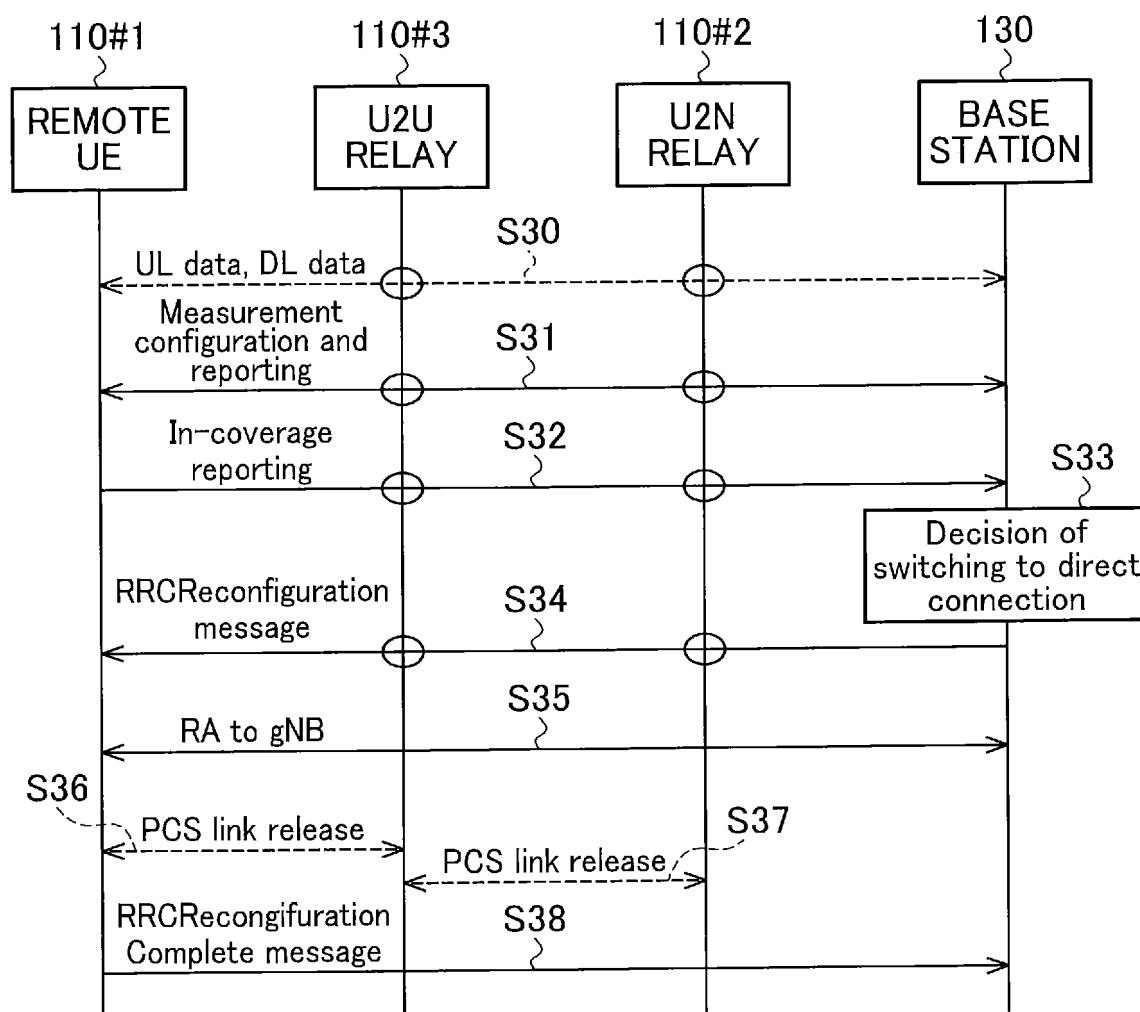 110#1
110#3
110#2
130
REMOTE
UE
U2U
RELAY
U2N
RELAY
BASE
STATION
S30
UL data, DL data
Measurement
configuration and
reporting
S31
In-coverage
reporting
S32
S33
Decision of
switching to direct
connection
RRCReconfiguration
message
S34
RA to gNB
S35
S36
PCS link release
S37
PCS link release
RRCRecongifuration
Complete message
S38